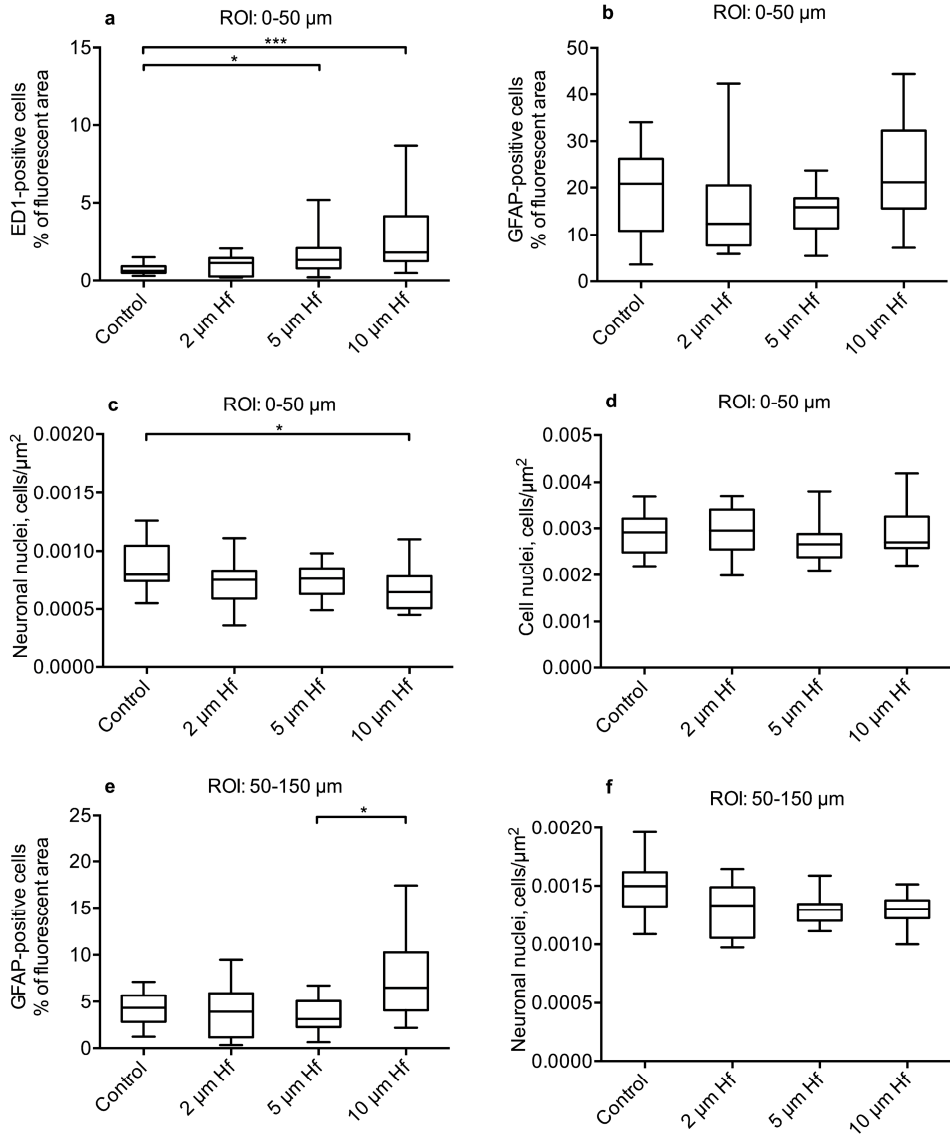 a
ROI: 0-50 µm
***
*
15
10
5
0
ED1-positive cells
% of fluorescent area
Control
2 µm Hf
5 µm Hf
10 µm Hf
b
ROI: 0-50 µm
50
40
30
20
10
0
GFAP-positive cells
% of fluorescent area
Control
2 µm Hf
5 µm Hf
10 µm Hf
c
ROI: 0-50 µm
*
0.0020
0.0015
0.0010
0.0005
0.0000
Neuronal nuclei, cells/µm²
Control
2 µm Hf
5 µm Hf
10 µm Hf
d
ROI: 0-50 µm
0.005
0.004
0.003
0.002
0.001
0.000
Cell nuclei, cells/µm²
Control
2 µm Hf
5 µm Hf
10 µm Hf
e
ROI: 50-150 µm
*
25
20
15
10
5
0
GFAP-positive cells
% of fluorescent area
Control
2 µm Hf
5 µm Hf
10 µm Hf
f
ROI: 50-150 µm
0.0020
0.0015
0.0010
0.0005
0.0000
Neuronal nuclei, cells/µm²
Control
2 µm Hf
5 µm Hf
10 µm Hf